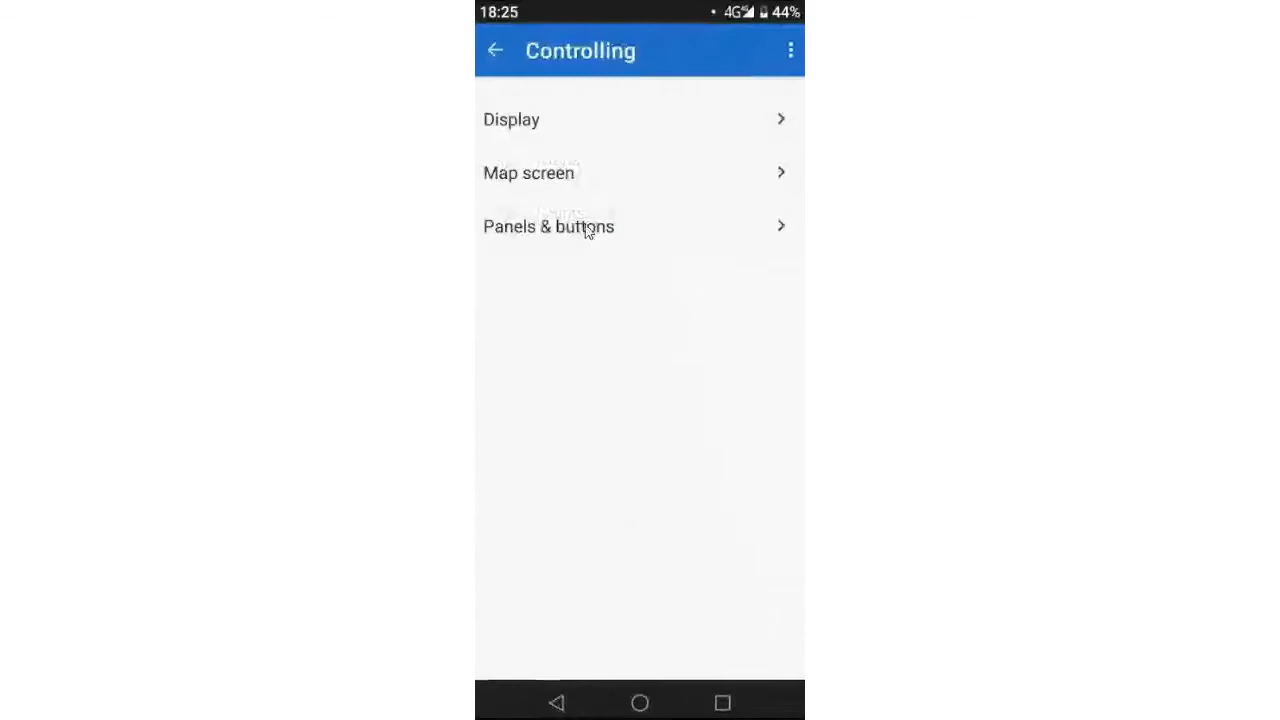 18:25 4G 44%
Controlling
Display
Map screen
Panels & buttons